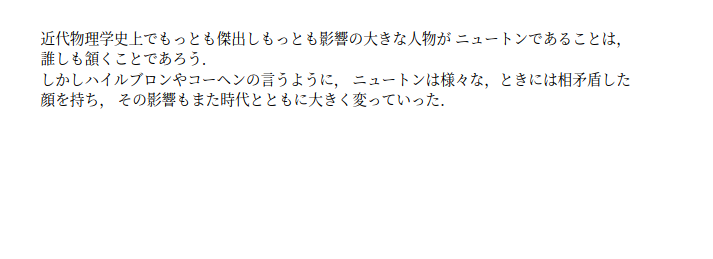 近代物理学史上でもっとも傑出しもっとも影響の大きな人物が ニュートンであることは，
誰しも頷くことであろう．
しかしハイルブロンやコーヘンの言うように， ニュートンは様々な，ときには相矛盾した
顔を持ち， その影響もまた時代とともに大きく変っていった．